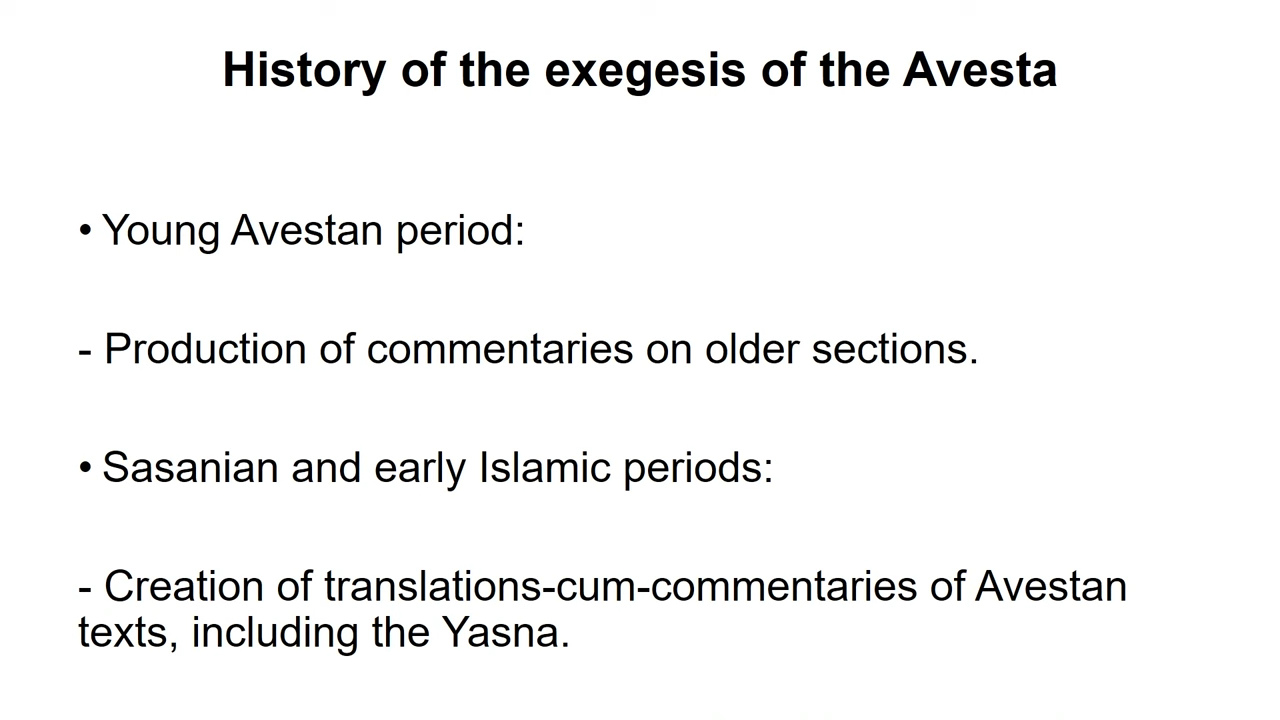 History of the exegesis of the Avesta
• Young Avestan period:
- Production of commentaries on older sections.
• Sasanian and early Islamic periods:
- Creation of translations-cum-commentaries of Avestan
texts, including the Yasna.